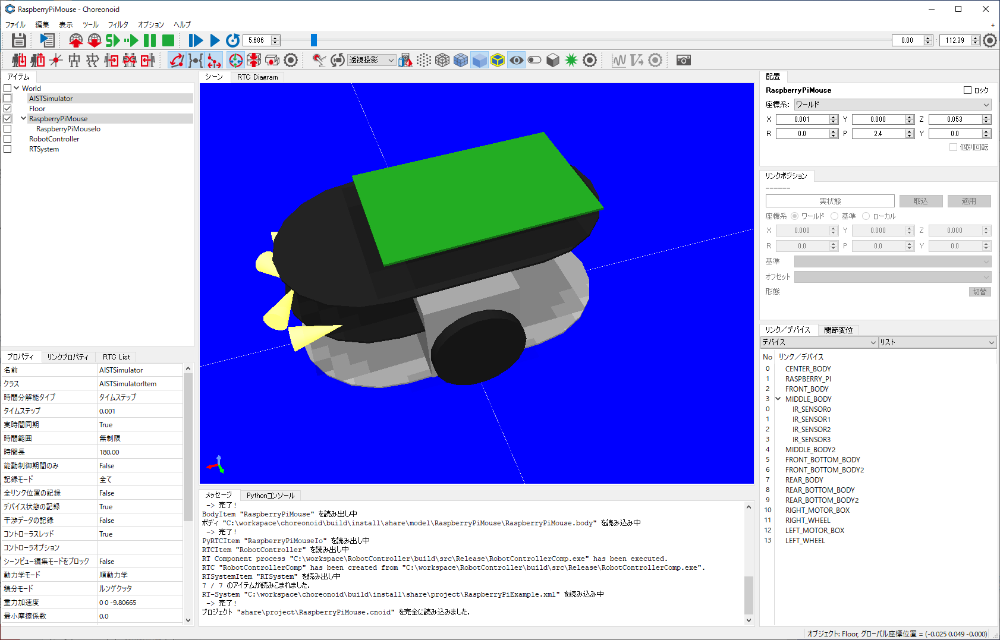 RaspberryPiMouse - Choreonoid
ファイル 編集 表示 ツール フィルタ オプション ヘルプ
5.686
0.00 : 112.39
透視投影
アイテム
World
AISTSimulator
Floor
RaspberryPiMouse
RaspberryPiMouseIo
RobotController
RTSystem
プロパティ リンクプロパティ RTC List
名前 AISTSimulator
クラス AISTSimulatorItem
時間分解能タイプ タイムステップ
タイムステップ 0.001
実時間同期 True
時間範囲 無制限
時間長 180.00
能動制御期間のみ False
記録モード 全て
全リンク位置の記録 False
デバイス状態の記録 True
干渉データの記録 False
コントローラスレッド True
コントローラオプション
シーンビュー編集モードをブロック False
動力学モード 順動力学
積分モード ルンゲクッタ
重力加速度 0 0 -9.80665
最小摩擦係数 0.0
シーン RTC Diagram
メッセージ Pythonコンソール
-> 完了!
BodyItem "RaspberryPiMouse" を読み出し中
ボディ "C:\workspace\choreonoid\build\install\share\model\RaspberryPiMouse\RaspberryPiMouse.body" を読み込み中
-> 完了!
PyRTCItem "RaspberryPiMouseIo" を読み出し中
RTCItem "RobotController" を読み出し中
RT Component process "C:\workspace\RobotController\build\src\Release\RobotControllerComp.exe" has been executed.
RTC "RobotControllerComp" has been created from "C:\workspace\RobotController\build\src\Release\RobotControllerComp.exe".
RTSystemItem "RTSystem" を読み出し中
7 / 7 のアイテムが読みこまれました.
RT-System "C:\workspace\choreonoid\build\install\share\project\RaspberryPiExample.xml" を読み込み中
-> 完了!
プロジェクト "share\project\RaspberryPiMouse.cnoid" を完全に読み込みました.
配置
RaspberryPiMouse ロック
座標系: ワールド
X 0.001 Y 0.000 Z 0.053
R 0.0 P 2.4 Y 0.0
個別回転
リンクポジション
------
実状態 取込 適用
座標系 ワールド 基準 ローカル
X 0.000 Y 0.000 Z 0.000
R 0.0 P 0.0 Y 0.0
基準
オフセット
形態 切替
リンク/デバイス 関節変位
デバイス リスト
No リンク/デバイス
0 CENTER_BODY
1 RASPBERRY_PI
2 FRONT_BODY
3 MIDDLE_BODY
0 IR_SENSOR0
1 IR_SENSOR1
2 IR_SENSOR2
3 IR_SENSOR3
4 MIDDLE_BODY2
5 FRONT_BOTTOM_BODY
6 FRONT_BOTTOM_BODY2
7 REAR_BODY
8 REAR_BOTTOM_BODY
9 REAR_BOTTOM_BODY2
10 RIGHT_MOTOR_BOX
11 RIGHT_WHEEL
12 LEFT_MOTOR_BOX
13 LEFT_WHEEL
オブジェクト: Floor, グローバル座標位置 = (-0.025 0.049 -0.000)